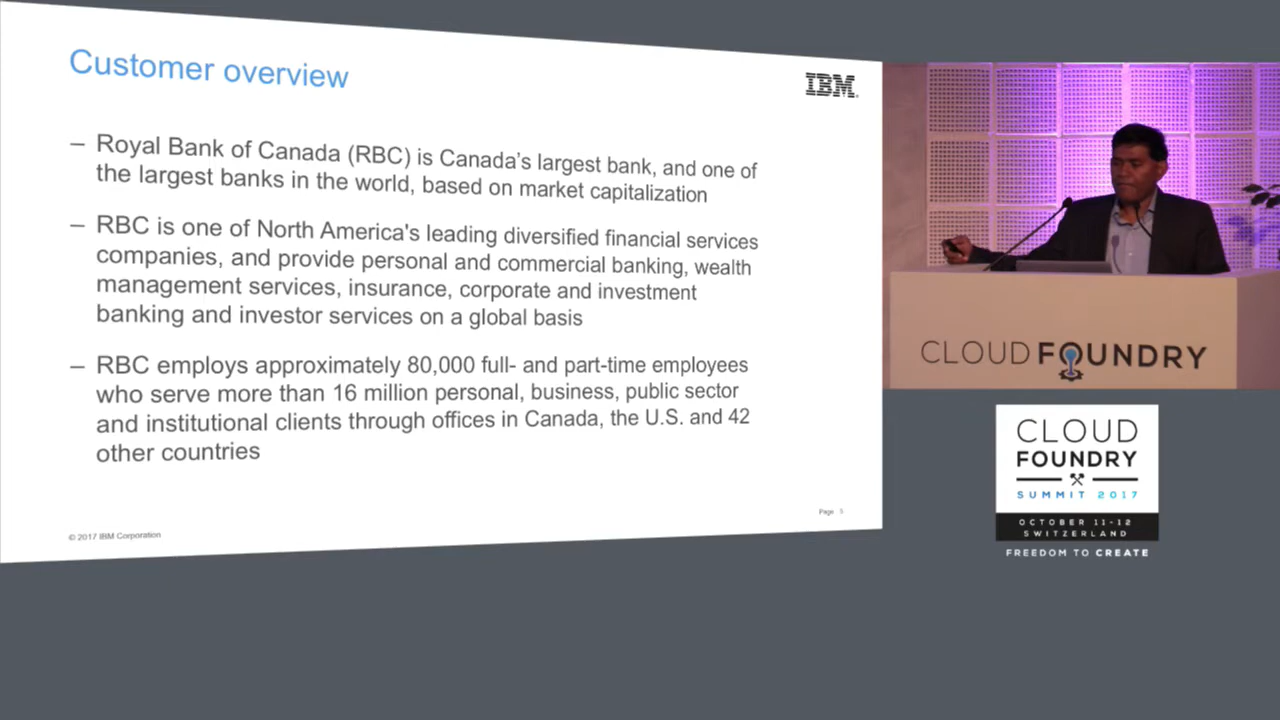 Customer overview
IBM
– Royal Bank of Canada (RBC) is Canada's largest bank, and one of
the largest banks in the world, based on market capitalization
– RBC is one of North America's leading diversified financial services
companies, and provide personal and commercial banking, wealth
management services, insurance, corporate and investment
banking and investor services on a global basis
– RBC employs approximately 80,000 full- and part-time employees
who serve more than 16 million personal, business, public sector
and institutional clients through offices in Canada, the U.S. and 42
other countries
© 2017 IBM Corporation
Page 5
CLOUD FOUNDRY
CLOUD
FOUNDRY
SUMMIT 2017
OCTOBER 11-12
SWITZERLAND
FREEDOM TO CREATE